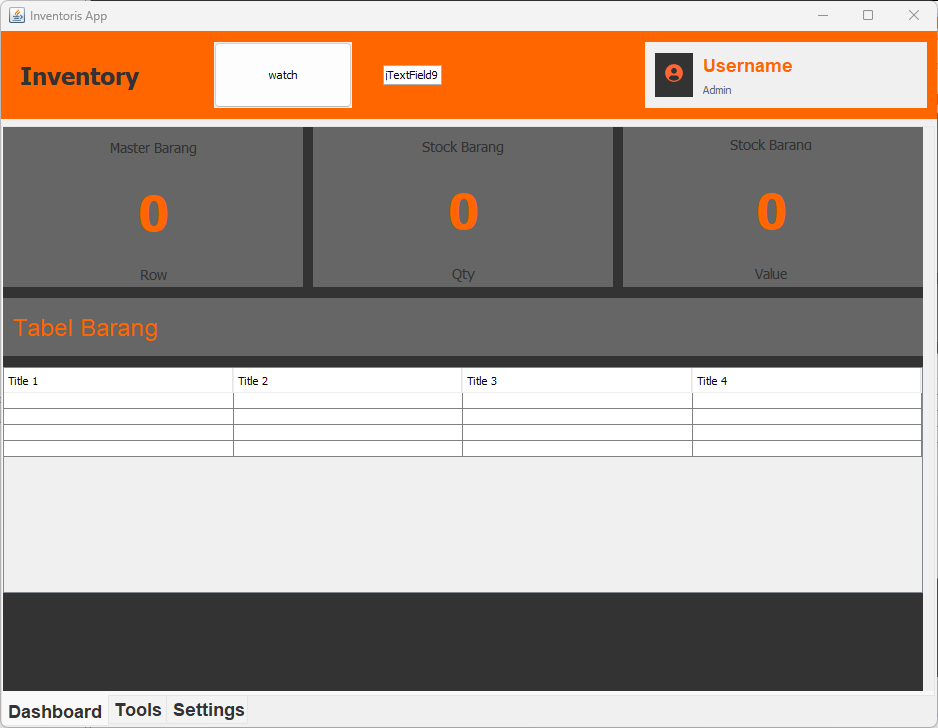 Inventoris App
Inventory
watch
jTextField9
Username
Admin
Master Barang
0
Row
Stock Barang
0
Qty
Stock Barang
0
Value
Tabel Barang
Title 1 Title 2 Title 3 Title 4
Dashboard Tools Settings